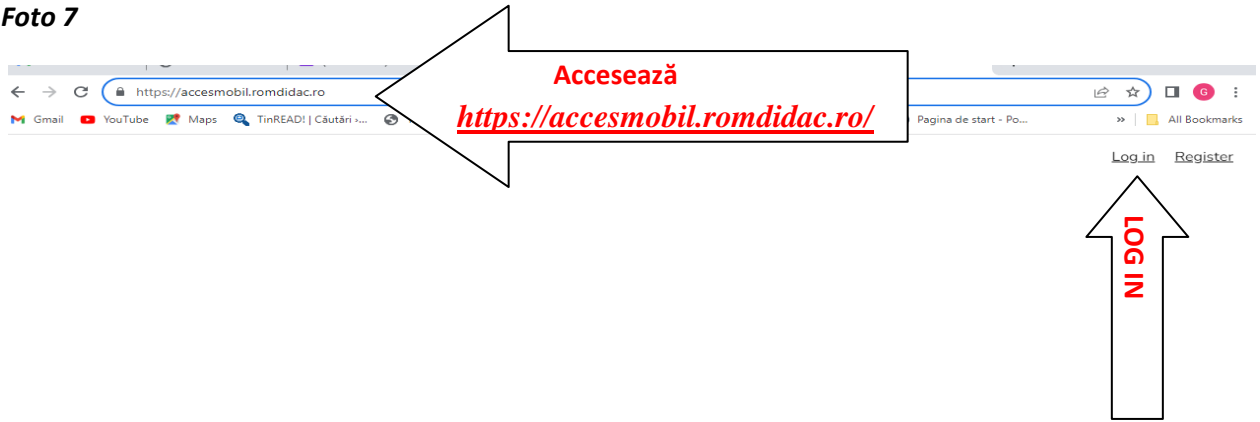 Foto 7
Accesează
https://accesmobil.romdidac.ro
https://accesmobil.romdidac.ro/
G
Gmail YouTube Maps TinREAD! | Căutări ›... Pagina de start - Po... » All Bookmarks
Log in Register
LOG IN